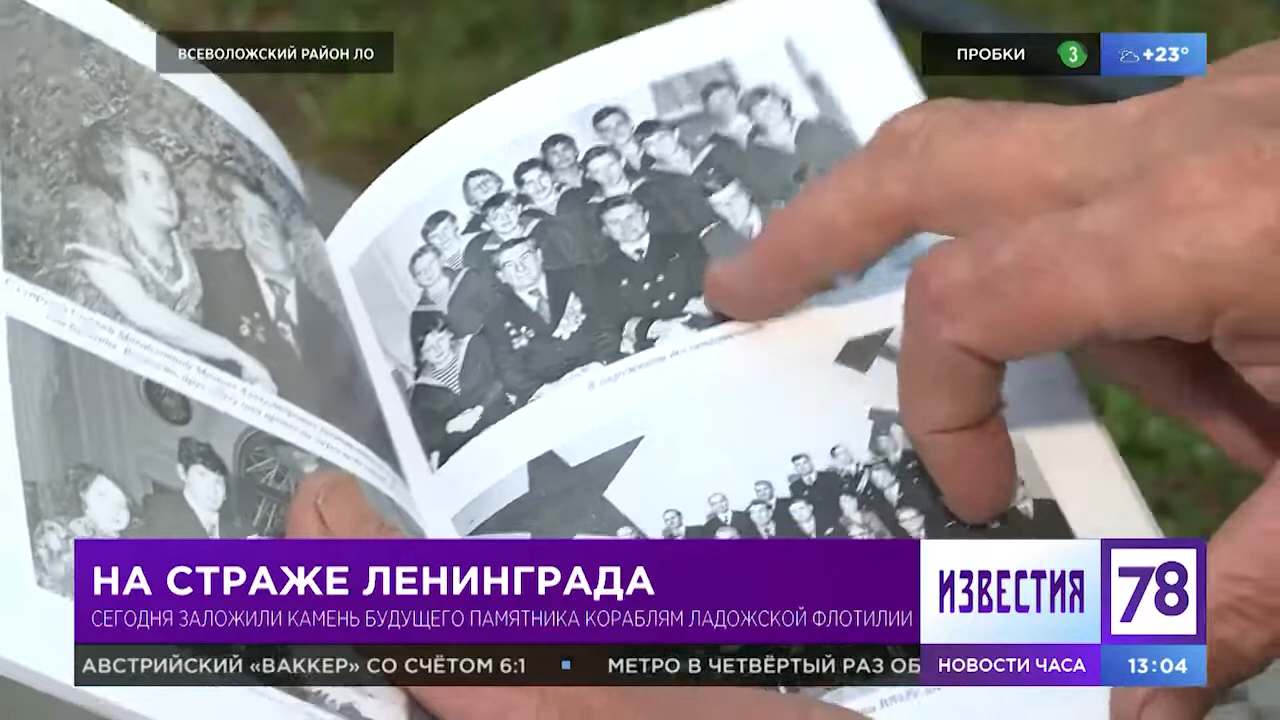 ВСЕВОЛОЖСКИЙ РАЙОН ЛО
ПРОБКИ 3 +23°
В окружении
НА СТРАЖЕ ЛЕНИНГРАДА
СЕГОДНЯ ЗАЛОЖИЛИ КАМЕНЬ БУДУЩЕГО ПАМЯТНИКА КОРАБЛЯМ ЛАДОЖСКОЙ ФЛОТИЛИИ
ИЗВЕСТИЯ 78
АВСТРИЙСКИЙ «ВАККЕР» СО СЧЁТОМ 6:1 МЕТРО В ЧЕТВЁРТЫЙ РАЗ ОБ
НОВОСТИ ЧАСА 13:04